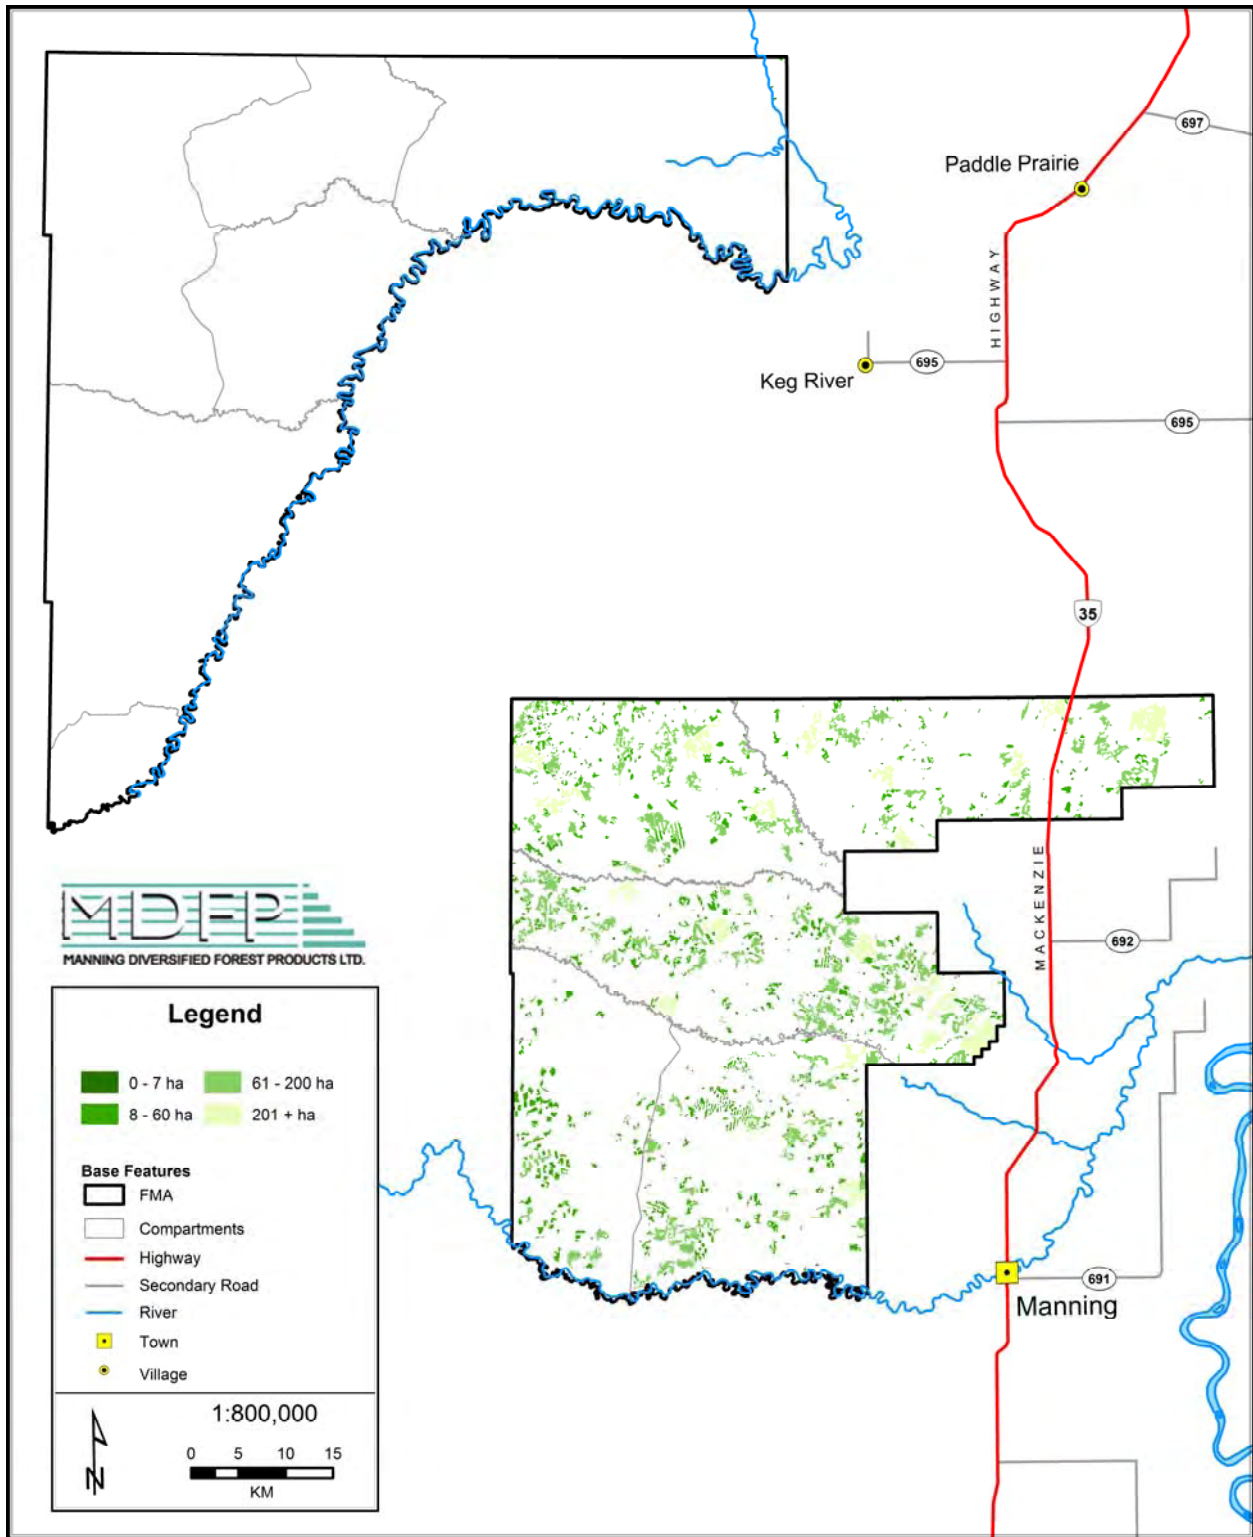 697
Paddle Prairie
HIGHWAY
695
Keg River
695
35
MACKENZIE
692
MDFP
MANNING DIVERSIFIED FOREST PRODUCTS LTD.
Legend
0 - 7 ha
61 - 200 ha
8 - 60 ha
201 + ha
Base Features
FMA
Compartments
Highway
Secondary Road
River
Town
Village
691
Manning
1:800,000
0 5 10 15
KM
N